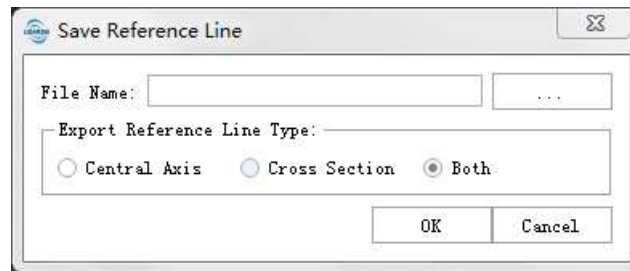 Save Reference Line
File Name:
...
Export Reference Line Type:
Central Axis
Cross Section
Both
OK
Cancel